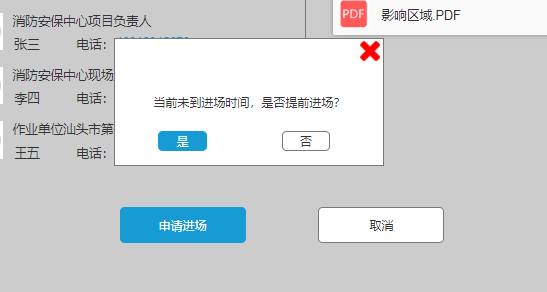 消防安保中心项目负责人
张三 电话：
PDF 影响区域.PDF
消防安保中心现场
李四 电话：
作业单位汕头市第
王五 电话：
当前未到进场时间，是否提前进场？
是 否
申请进场 取消